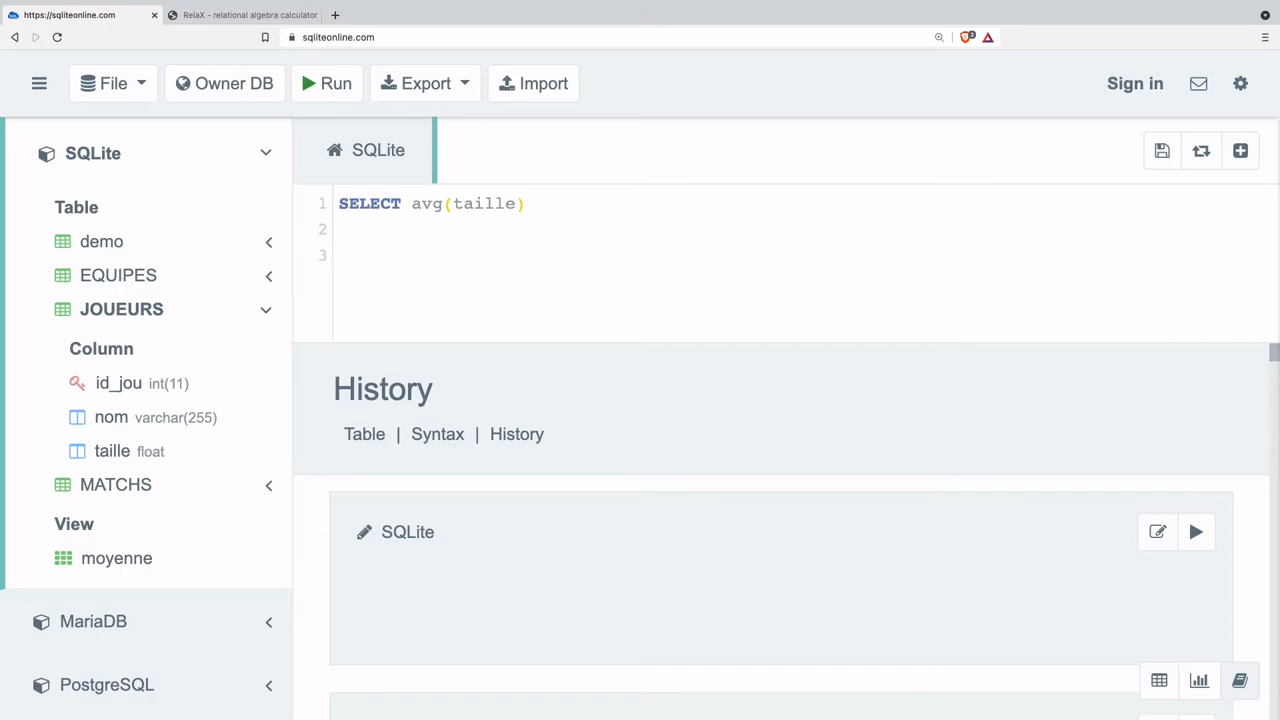 https://sqliteonline.com
RelaX - relational algebra calculator
sqliteonline.com
2
File
Owner DB
Run
Export
Import
Sign in
SQLite
Table
demo
EQUIPES
JOUEURS
Column
id_jou int(11)
nom varchar(255)
taille float
MATCHS
View
moyenne
MariaDB
PostgreSQL
SQLite
1 SELECT avg(taille)
2
3
History
Table | Syntax | History
SQLite